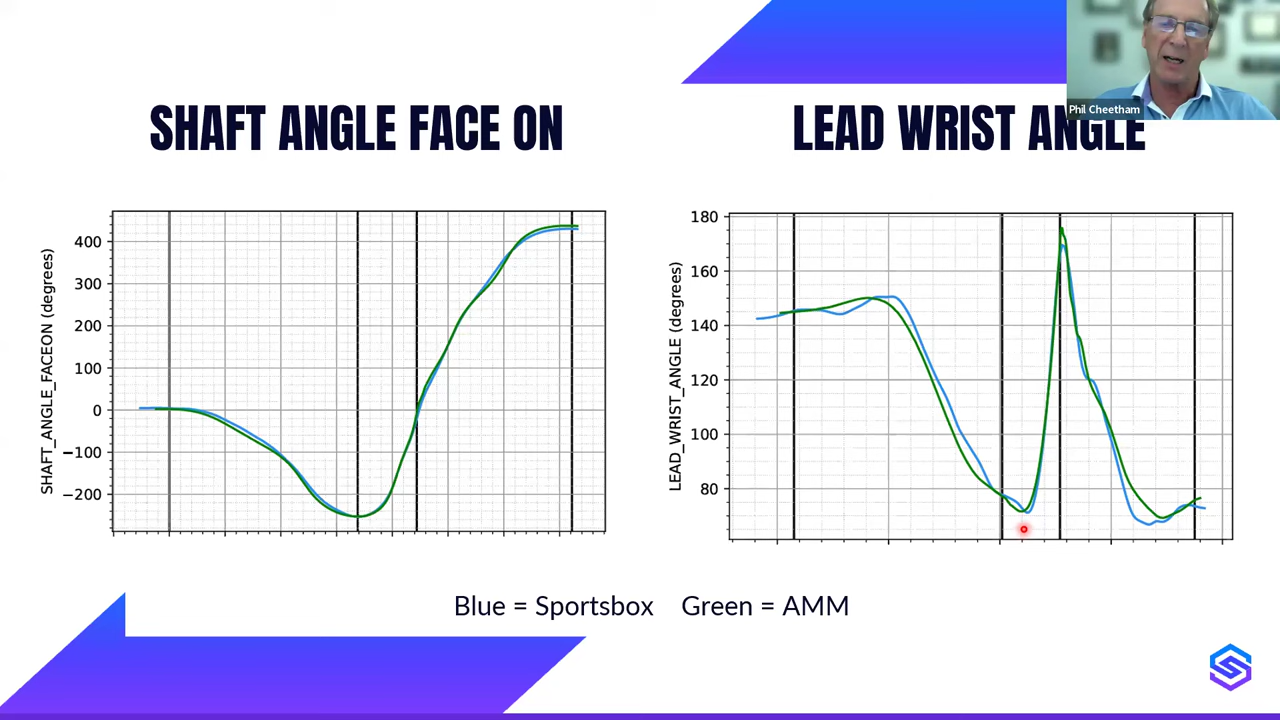 Phil Cheetham
SHAFT ANGLE FACE ON
LEAD WRIST ANGLE
SHAFT_ANGLE_FACEON (degrees)
400
300
200
100
0
−100
−200
LEAD_WRIST_ANGLE (degrees)
180
160
140
120
100
80
Blue = Sportsbox Green = AMM